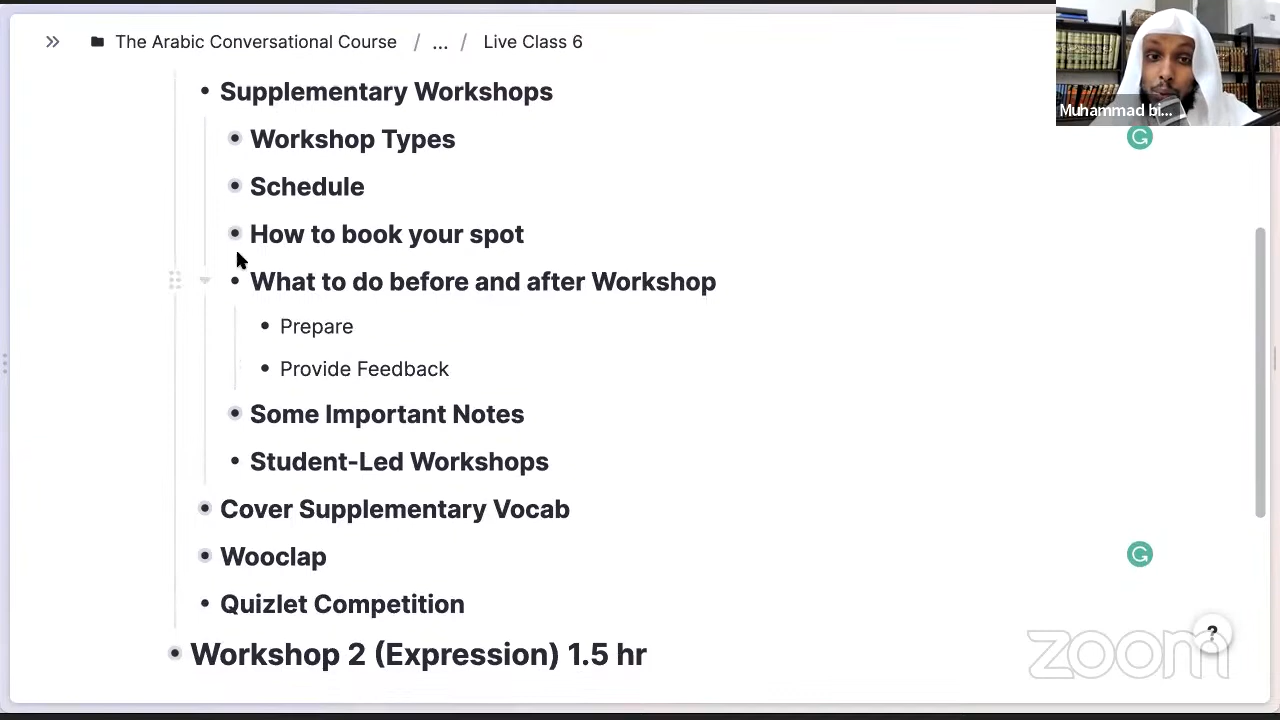 The Arabic Conversational Course / ... / Live Class 6
Muhammad bi...
Supplementary Workshops
Workshop Types
Schedule
How to book your spot
What to do before and after Workshop
Prepare
Provide Feedback
Some Important Notes
Student-Led Workshops
Cover Supplementary Vocab
Wooclap
Quizlet Competition
Workshop 2 (Expression) 1.5 hr
?
zoom